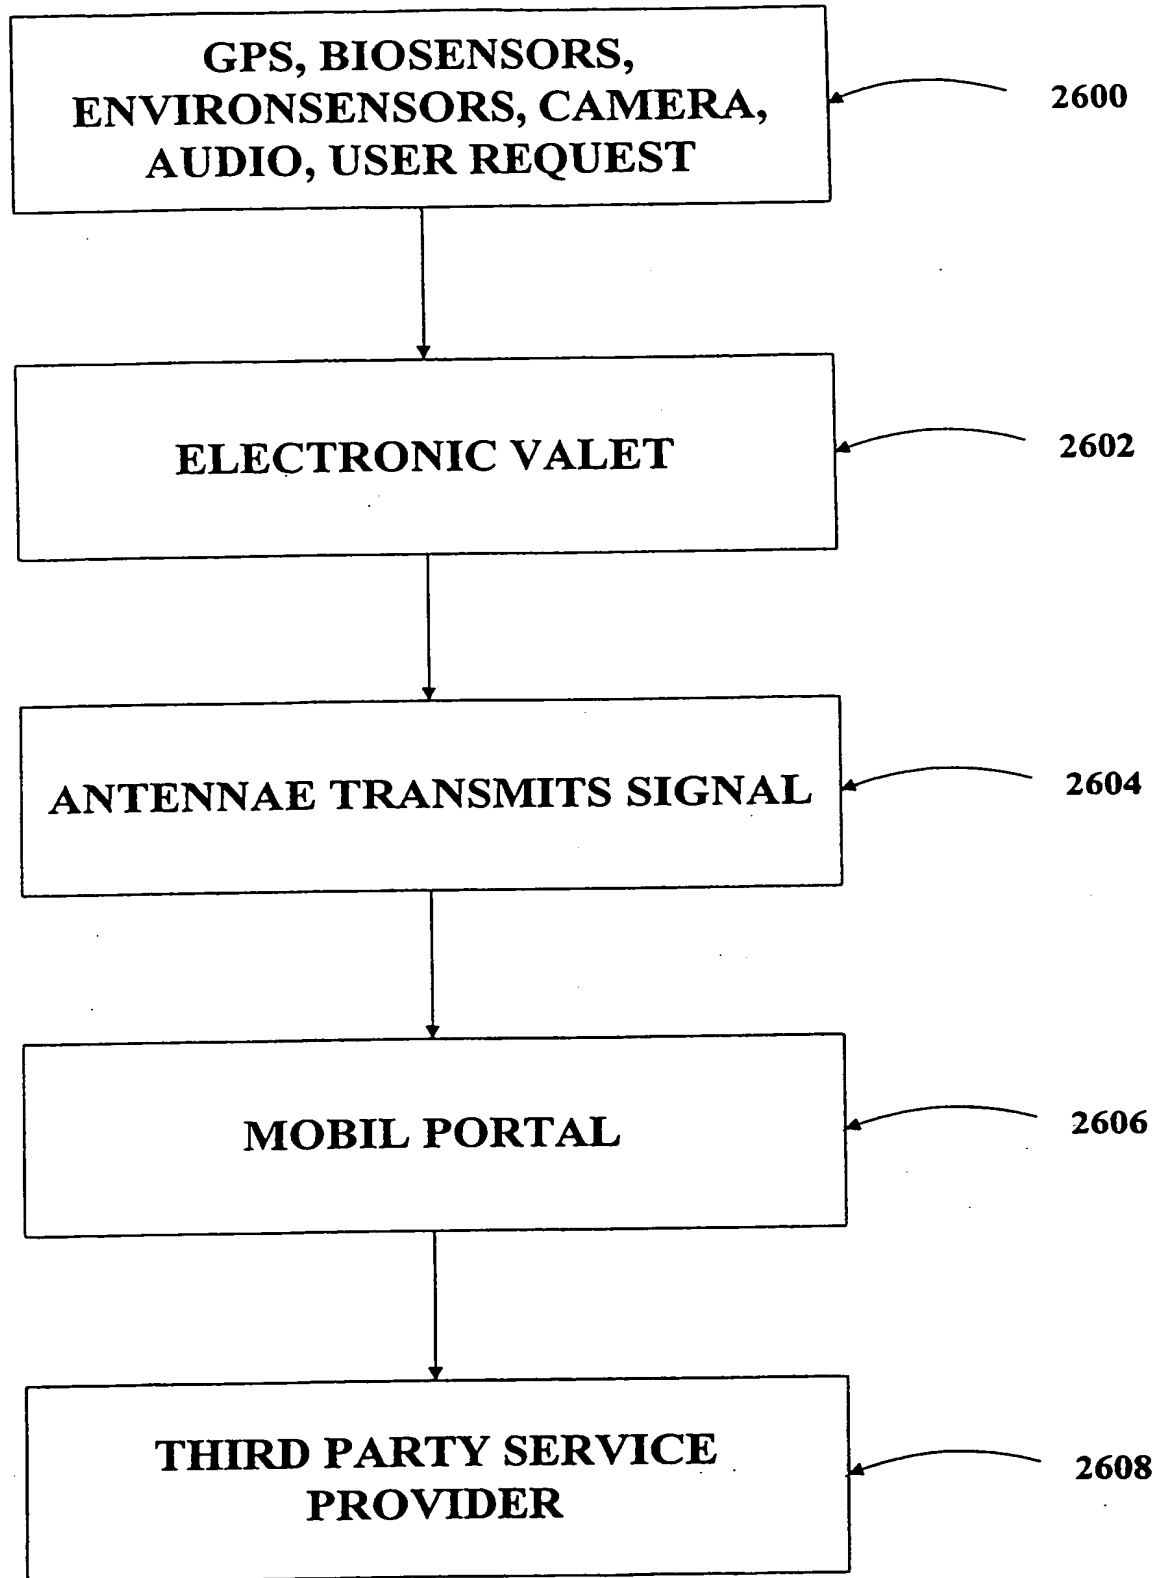 GPS, BIOSENSORS,
ENVIRONSENSORS, CAMERA,
AUDIO, USER REQUEST
2600
ELECTRONIC VALET
2602
ANTENNAE TRANSMITS SIGNAL
2604
MOBIL PORTAL
2606
THIRD PARTY SERVICE
PROVIDER
2608